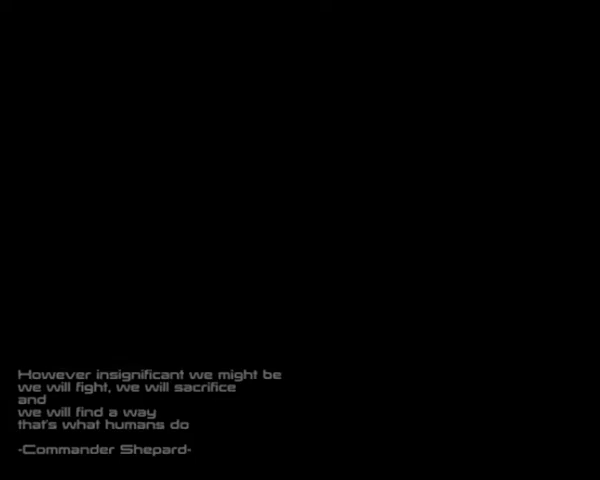 However insignificant we might be
we will fight, we will sacrifice
and
we will find a way
that's what humans do
-Commander Shepard-